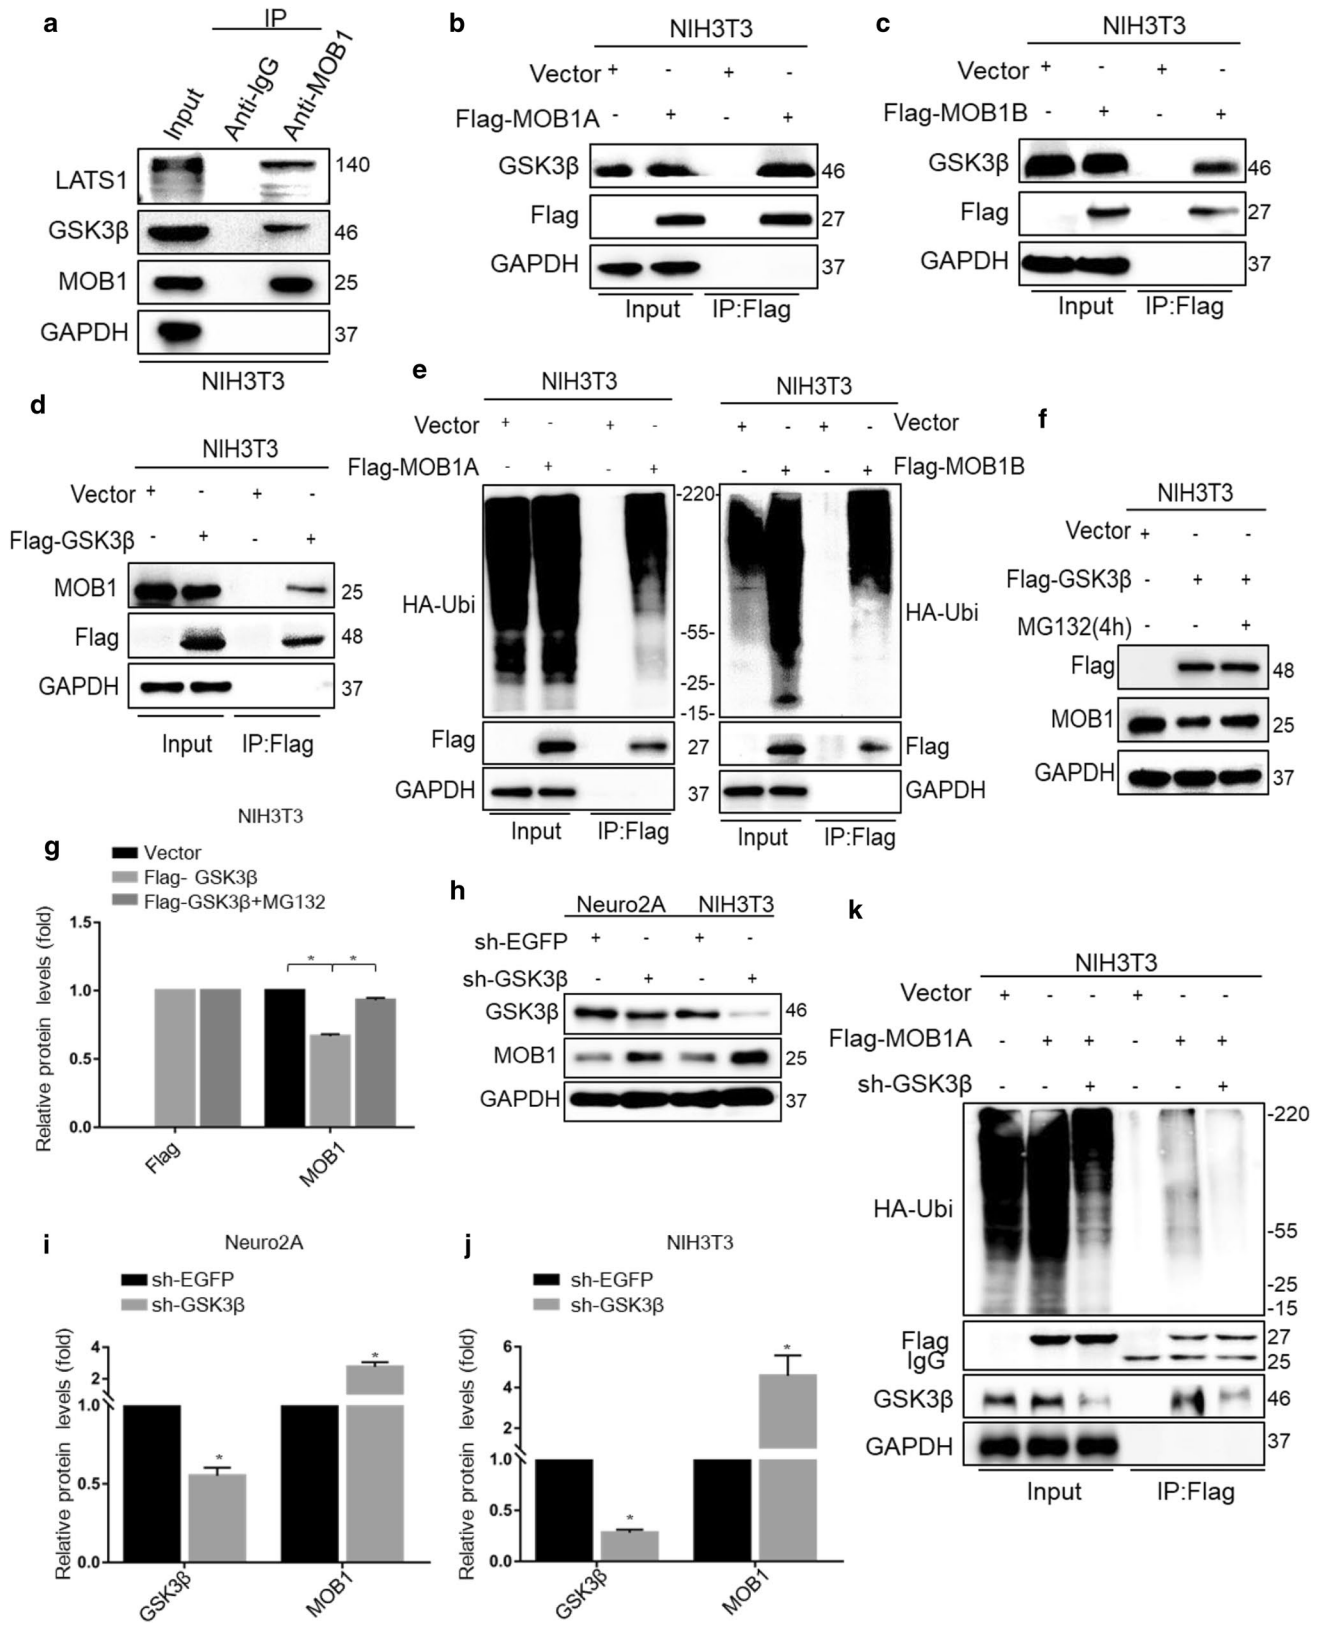 a
IP
Input Anti-IgG Anti-MOB1
LATS1 140
GSK3β 46
MOB1 25
GAPDH 37
NIH3T3
b
NIH3T3
Vector + - + -
Flag-MOB1A - + - +
GSK3β 46
Flag 27
GAPDH 37
Input IP:Flag
c
NIH3T3
Vector + - + -
Flag-MOB1B - + - +
GSK3β 46
Flag 27
GAPDH 37
Input IP:Flag
d
NIH3T3
Vector + - + -
Flag-GSK3β - + - +
MOB1 25
Flag 48
GAPDH 37
Input IP:Flag
e
NIH3T3 NIH3T3
Vector + - + - + - + - Vector
Flag-MOB1A - + - + - + - + Flag-MOB1B
-220-
HA-Ubi HA-Ubi
-55-
-25-
-15-
Flag 27 Flag
GAPDH 37 GAPDH
Input IP:Flag Input IP:Flag
f
NIH3T3
Vector + - -
Flag-GSK3β - + +
MG132(4h) - - +
Flag 48
MOB1 25
GAPDH 37
g
NIH3T3
Vector
Flag- GSK3β
Flag-GSK3β+MG132
Relative protein levels (fold)
1.5
* *
1.0
0.5
0.0
Flag MOB1
h
Neuro2A NIH3T3
sh-EGFP + - + -
sh-GSK3β - + - +
GSK3β 46
MOB1 25
GAPDH 37
i
Neuro2A
sh-EGFP
sh-GSK3β
Relative protein levels (fold)
4
*
2
1.0
*
0.5
0.0
GSK3β MOB1
j
NIH3T3
sh-EGFP
sh-GSK3β
Relative protein levels (fold)
6
*
4
2
1.0
0.5
*
0.0
GSK3β MOB1
k
NIH3T3
Vector + - - + - -
Flag-MOB1A - + + - + +
sh-GSK3β - - + - - +
-220
HA-Ubi
-55
-25
-15
Flag 27
IgG 25
GSK3β 46
GAPDH 37
Input IP:Flag